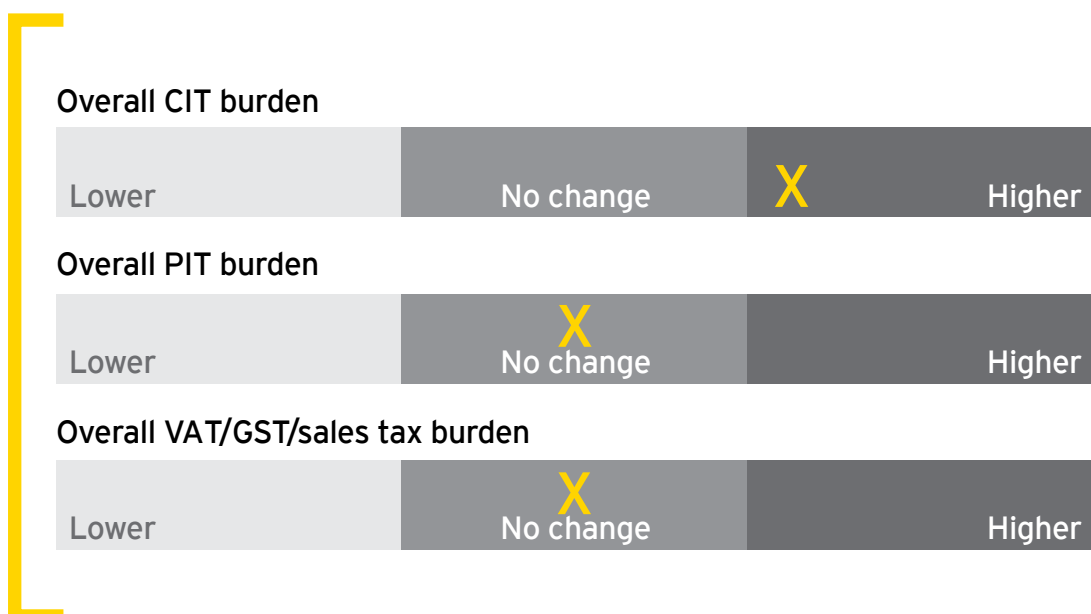 Overall CIT burden
Lower No change X Higher
Overall PIT burden
X
Lower No change Higher
Overall VAT/GST/sales tax burden
X
Lower No change Higher